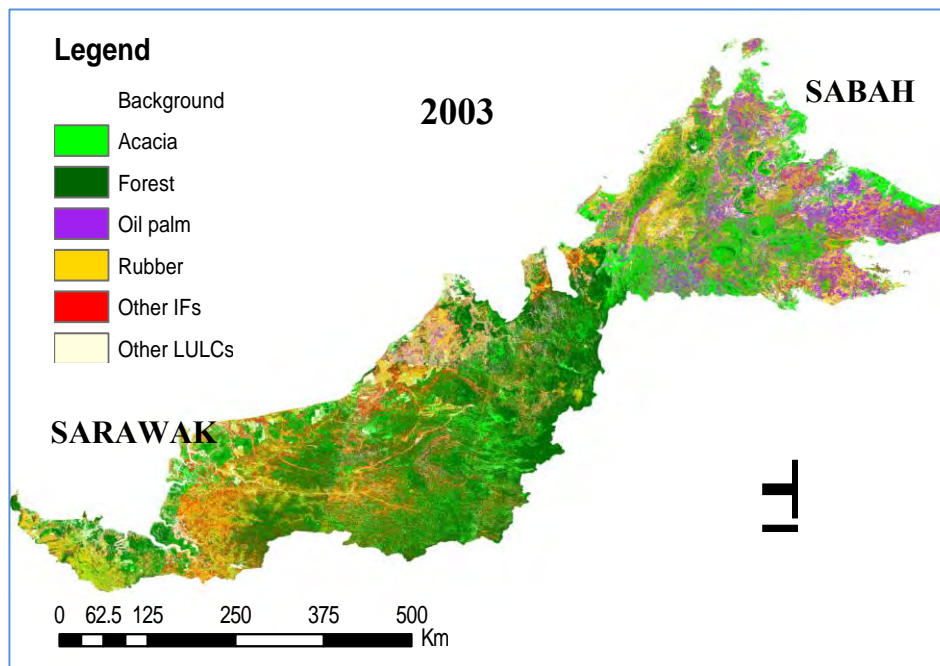 Legend
Background
Acacia
Forest
Oil palm
Rubber
Other IFs
Other LULCs
2003
SABAH
SARAWAK
0 62.5 125 250 375 500
Km